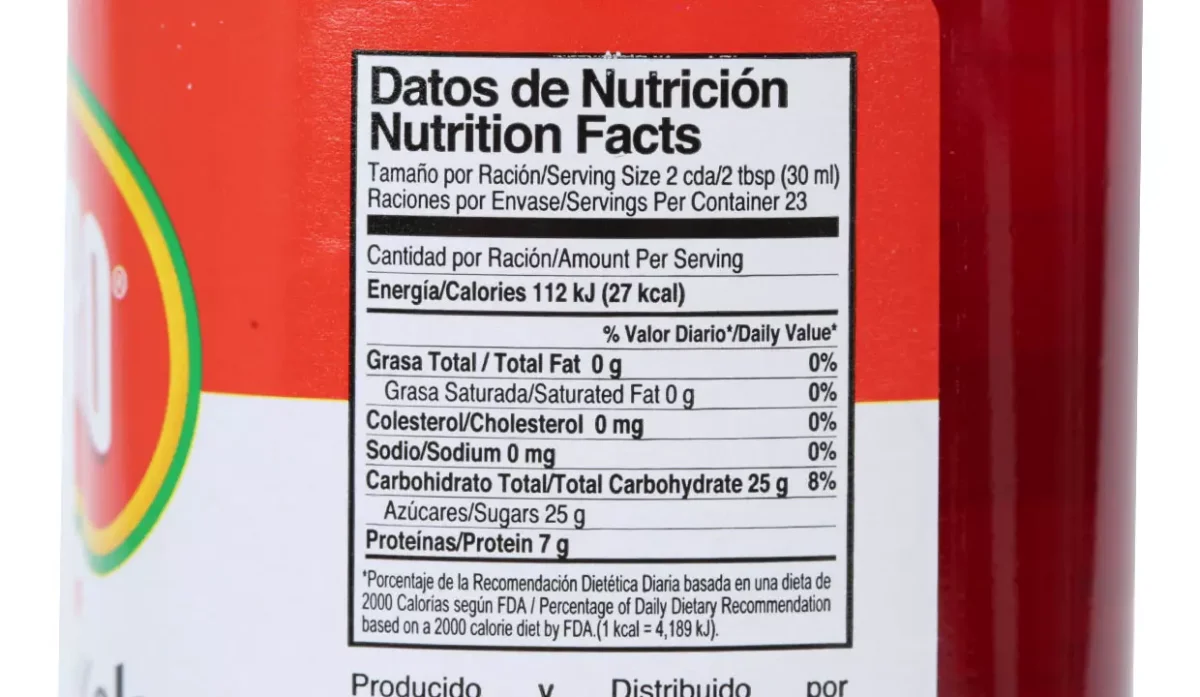 Datos de Nutrición
Nutrition Facts
Tamaño por Ración/Serving Size 2 cda/2 tbsp (30 ml)
Raciones por Envase/Servings Per Container 23
Cantidad por Ración/Amount Per Serving
Energía/Calories 112 kJ (27 kcal)
% Valor Diario*/Daily Value*
Grasa Total / Total Fat 0 g 0%
Grasa Saturada/Saturated Fat 0 g 0%
Colesterol/Cholesterol 0 mg 0%
Sodio/Sodium 0 mg 0%
Carbohidrato Total/Total Carbohydrate 25 g 8%
Azúcares/Sugars 25 g
Proteínas/Protein 7 g
*Porcentaje de la Recomendación Dietética Diaria basada en una dieta de
2000 Calorías según FDA / Percentage of Daily Dietary Recommendation
based on a 2000 calorie diet by FDA.(1 kcal = 4,189 kJ).
Producido y Distribuido por